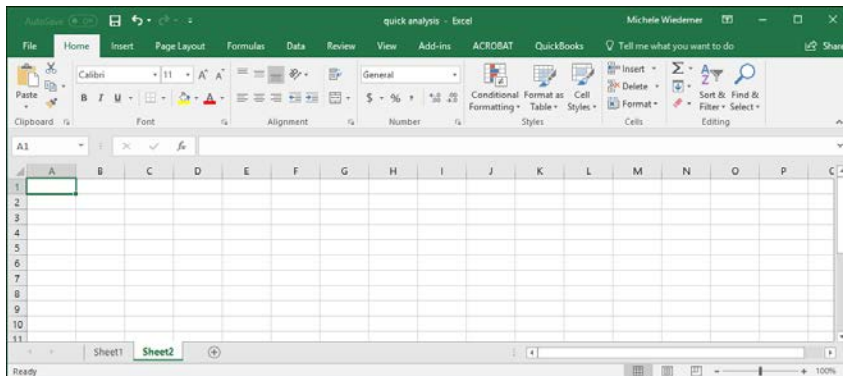 AutoSave Off quick analysis - Excel Michele Wiederner
File Home Insert Page Layout Formulas Data Review View Add-ins ACROBAT QuickBooks Tell me what you want to do Share
Calibri 11 A A General Insert Σ
Paste B I U A $ % , Conditional Format as Cell Delete Sort & Find &
Formatting Table Styles Format Filter Select
Clipboard Font Alignment Number Styles Cells Editing
A1 fx
A B C D E F G H I J K L M N O P
1
2
3
4
5
6
7
8
9
10
11
Sheet1 Sheet2
Ready 100%